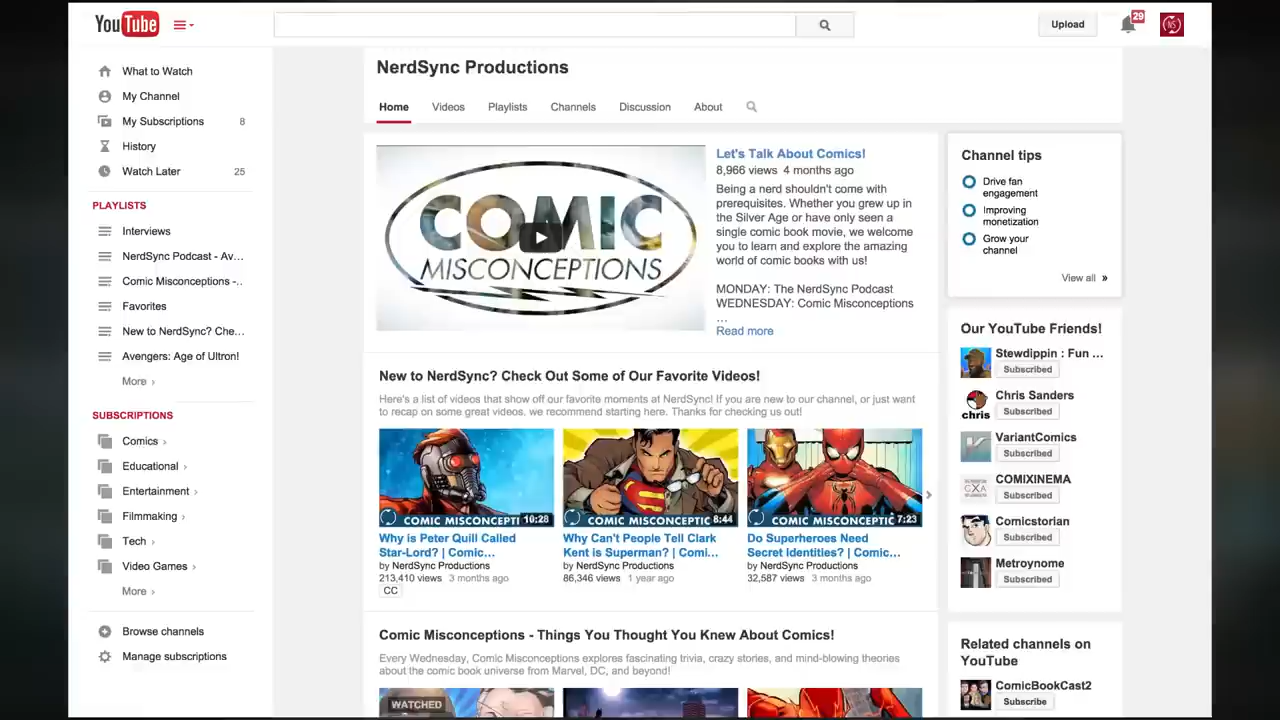 YouTube
Upload
29
What to Watch
My Channel
My Subscriptions 8
History
Watch Later 25
PLAYLISTS
Interviews
NerdSync Podcast - Av...
Comic Misconceptions -..
Favorites
New to NerdSync? Che...
Avengers: Age of Ultron!
More ›
SUBSCRIPTIONS
Comics ›
Educational ›
Entertainment ›
Filmmaking ›
Tech ›
Video Games ›
More ›
Browse channels
Manage subscriptions
NerdSync Productions
Home Videos Playlists Channels Discussion About
COMIC
MISCONCEPTIONS
Let's Talk About Comics!
8,966 views 4 months ago
Being a nerd shouldn't come with
prerequisites. Whether you grew up in
the Silver Age or have only seen a
single comic book movie, we welcome
you to learn and explore the amazing
world of comic books with us!
MONDAY: The NerdSync Podcast
WEDNESDAY: Comic Misconceptions
...
Read more
New to NerdSync? Check Out Some of Our Favorite Videos!
Here's a list of videos that show off our favorite moments at NerdSync! If you are new to our channel, or just want
to recap on some great videos. we recommend starting here. Thanks for checking us out!
COMIC MISCONCEPTI 10:28
Why is Peter Quill Called
Star-Lord? | Comic...
by NerdSync Productions
213,410 views 3 months ago
CC
COMIC MISCONCE 8:44
Why Can't People Tell Clark
Kent is Superman? | Comi...
by NerdSync Productions
86,346 views 1 year ago
COMIC MISCONCEPT 7:23
Do Superheroes Need
Secret Identities? | Comic...
by NerdSync Productions
32,587 views 3 months ago
Comic Misconceptions - Things You Thought You Knew About Comics!
Every Wednesday, Comic Misconceptions explores fascinating trivia, crazy stories, and mind-blowing theories
about the comic book universe from Marvel, DC, and beyond!
WATCHED
Channel tips
Drive fan
engagement
Improving
monetization
Grow your
channel
View all »
Our YouTube Friends!
Stewdippin : Fun ...
Subscribed
chris
Chris Sanders
Subscribed
VariantComics
Subscribed
CXA
COMIXINEMA
Subscribed
Comicstorian
Subscribed
Metroynome
Subscribed
Related channels on
YouTube
ComicBookCast2
Subscribe